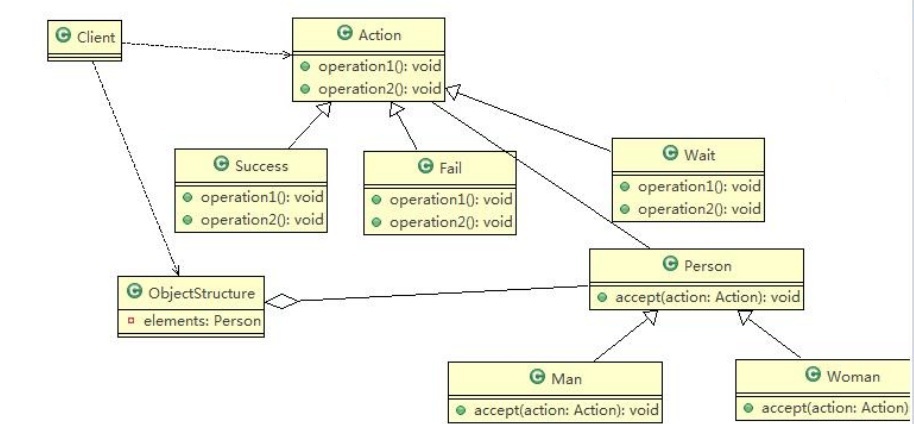 Client
Action
operation1(): void
operation2(): void
Success
operation1(): void
operation2(): void
Fail
operation1(): void
operation2(): void
Wait
operation1(): void
operation2(): void
ObjectStructure
elements: Person
Person
accept(action: Action): void
Man
accept(action: Action): void
Woman
accept(action: Action)